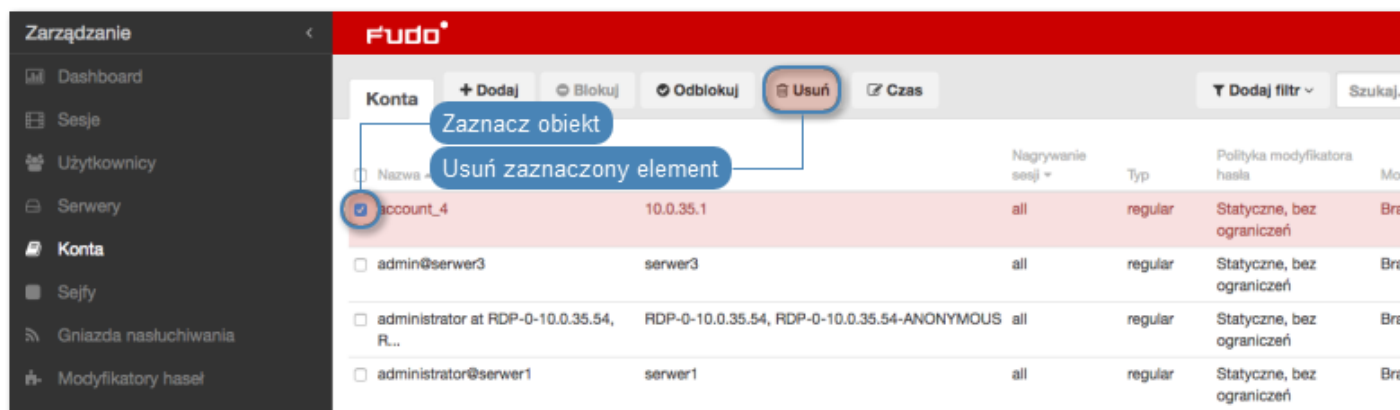 Zarządzanie
Fudo
Dashboard
Sesje
Użytkownicy
Serwery
Konta
Sejfy
Gniazda nasłuchiwania
Modyfikatory haseł
Konta
+ Dodaj
Blokuj
Odblokuj
Usuń
Czas
Dodaj filtr
Szukaj.
Zaznacz obiekt
Usuń zaznaczony element
Nazwa
Nagrywanie
sesji
Typ
Polityka modyfikatora
hasła
account_4 10.0.35.1 all regular Statyczne, bez
ograniczeń
admin@serwer3 serwer3 all regular Statyczne, bez
ograniczeń
administrator at RDP-0-10.0.35.54, RDP-0-10.0.35.54, RDP-0-10.0.35.54-ANONYMOUS all regular Statyczne, bez
R... ograniczeń
administrator@serwer1 serwer1 all regular Statyczne, bez
ograniczeń